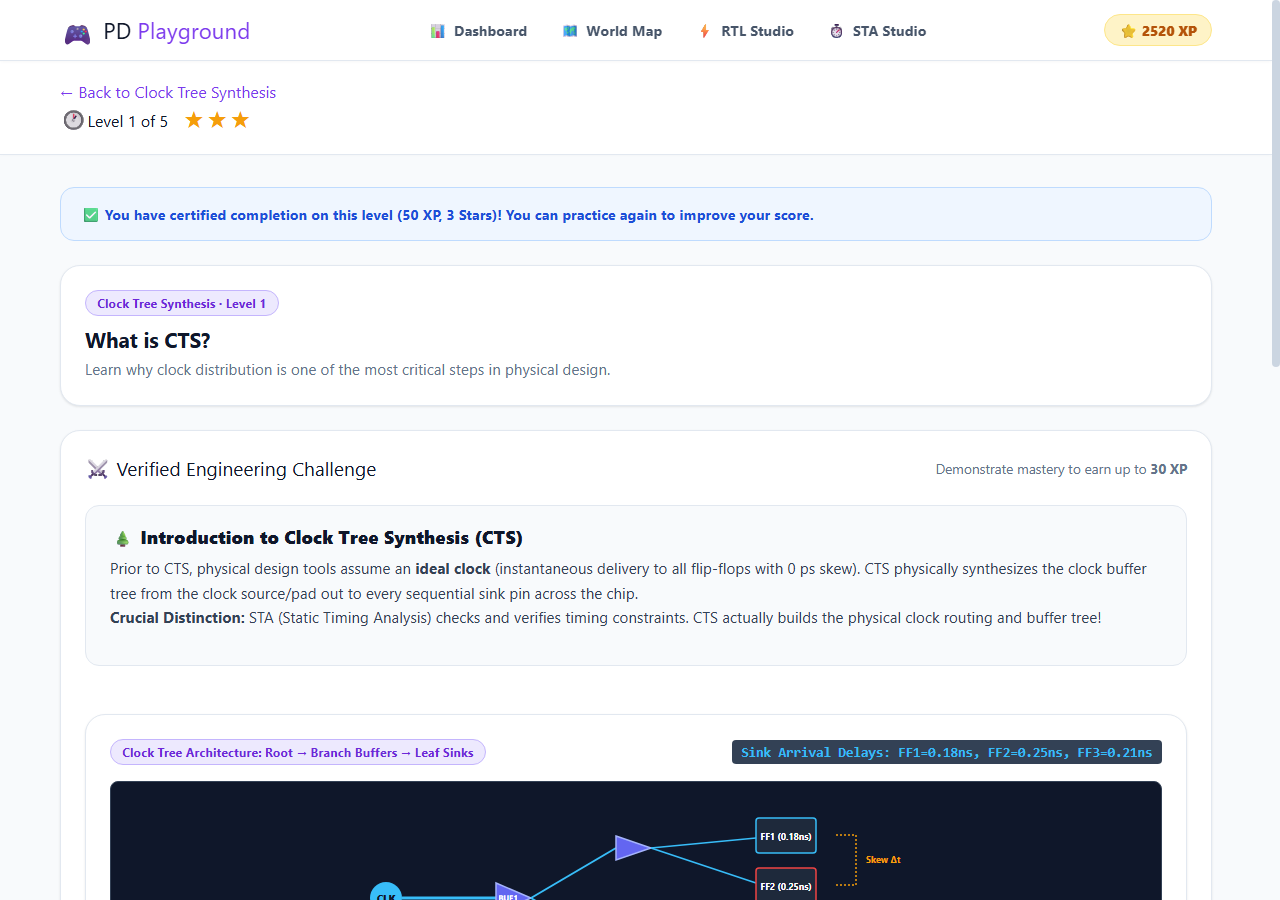 PD Playground
Dashboard
World Map
RTL Studio
STA Studio
2520 XP
← Back to Clock Tree Synthesis
Level 1 of 5 ★ ★ ★
You have certified completion on this level (50 XP, 3 Stars)! You can practice again to improve your score.
Clock Tree Synthesis · Level 1
What is CTS?
Learn why clock distribution is one of the most critical steps in physical design.
Verified Engineering Challenge
Demonstrate mastery to earn up to 30 XP
Introduction to Clock Tree Synthesis (CTS)
Prior to CTS, physical design tools assume an ideal clock (instantaneous delivery to all flip-flops with 0 ps skew). CTS physically synthesizes the clock buffer
tree from the clock source/pad out to every sequential sink pin across the chip.
Crucial Distinction: STA (Static Timing Analysis) checks and verifies timing constraints. CTS actually builds the physical clock routing and buffer tree!
Clock Tree Architecture: Root → Branch Buffers → Leaf Sinks
Sink Arrival Delays: FF1=0.18ns, FF2=0.25ns, FF3=0.21ns
FF1 (0.18ns)
Skew Δt
FF2 (0.25ns)
CLK
BUF1